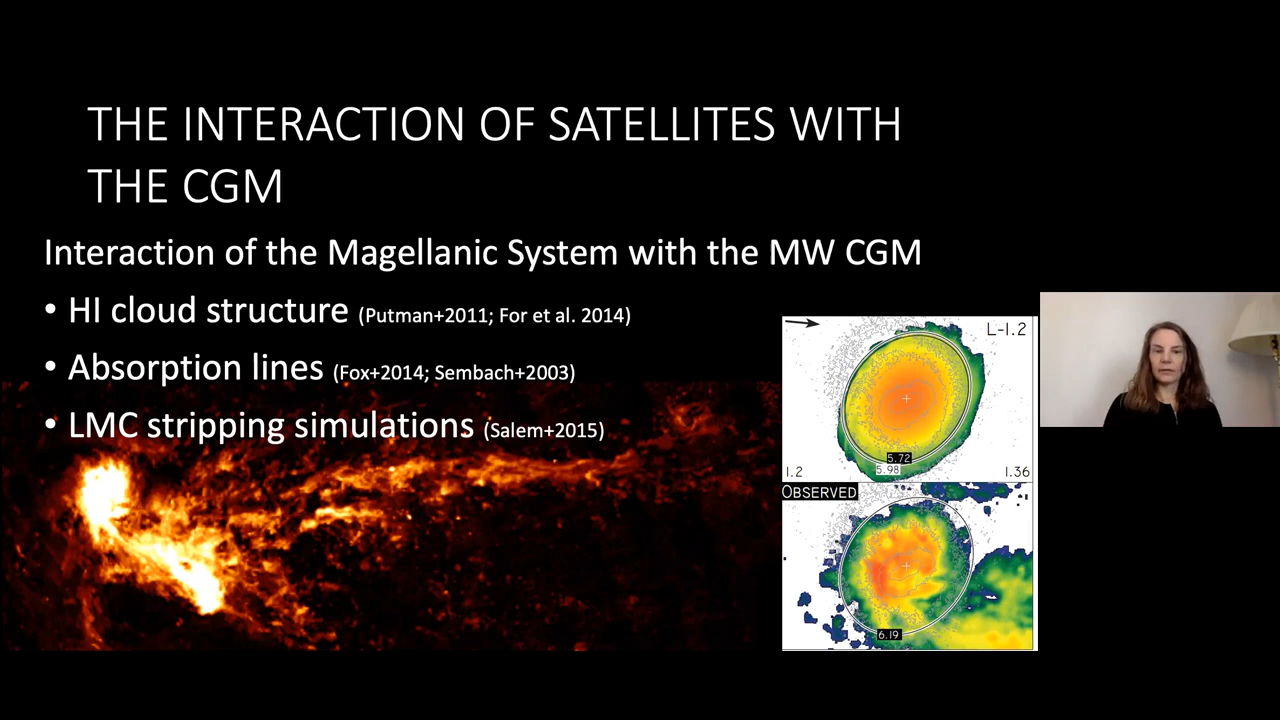 THE INTERACTION OF SATELLITES WITH
THE CGM
Interaction of the Magellanic System with the MW CGM
• HI cloud structure (Putman+2011; For et al. 2014)
• Absorption lines (Fox+2014; Sembach+2003)
• LMC stripping simulations (Salem+2015)
L-1.2
5.72
5.98
1.2
1.36
OBSERVED
6.19